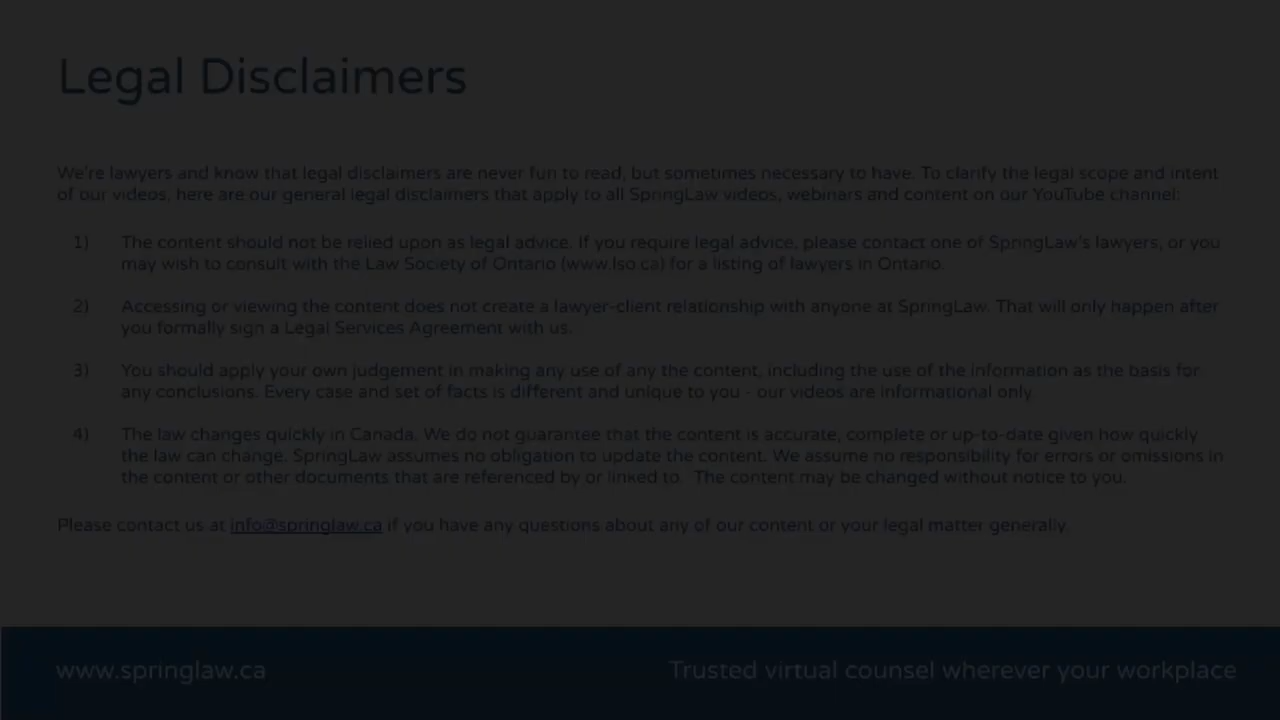 Legal Disclaimers
We're lawyers and know that legal disclaimers are never fun to read, but sometimes necessary to have. To clarify the legal scope and intent
of our videos, here are our general legal disclaimers that apply to all SpringLaw videos, webinars and content on our YouTube channel:
1) The content should not be relied upon as legal advice. If you require legal advice, please contact one of SpringLaw's lawyers, or you
may wish to consult with the Law Society of Ontario (www.lso.ca) for a listing of lawyers in Ontario.
2) Accessing or viewing the content does not create a lawyer-client relationship with anyone at SpringLaw. That will only happen after
you formally sign a Legal Services Agreement with us.
3) You should apply your own judgement in making any use of any the content, including the use of the information as the basis for
any conclusions. Every case and set of facts is different and unique to you - our videos are informational only.
4) The law changes quickly in Canada. We do not guarantee that the content is accurate, complete or up-to-date given how quickly
the law can change. SpringLaw assumes no obligation to update the content. We assume no responsibility for errors or omissions in
the content or other documents that are referenced by or linked to. The content may be changed without notice to you.
Please contact us at info@springlaw.ca if you have any questions about any of our content or your legal matter generally.
www.springlaw.ca Trusted virtual counsel wherever your workplace